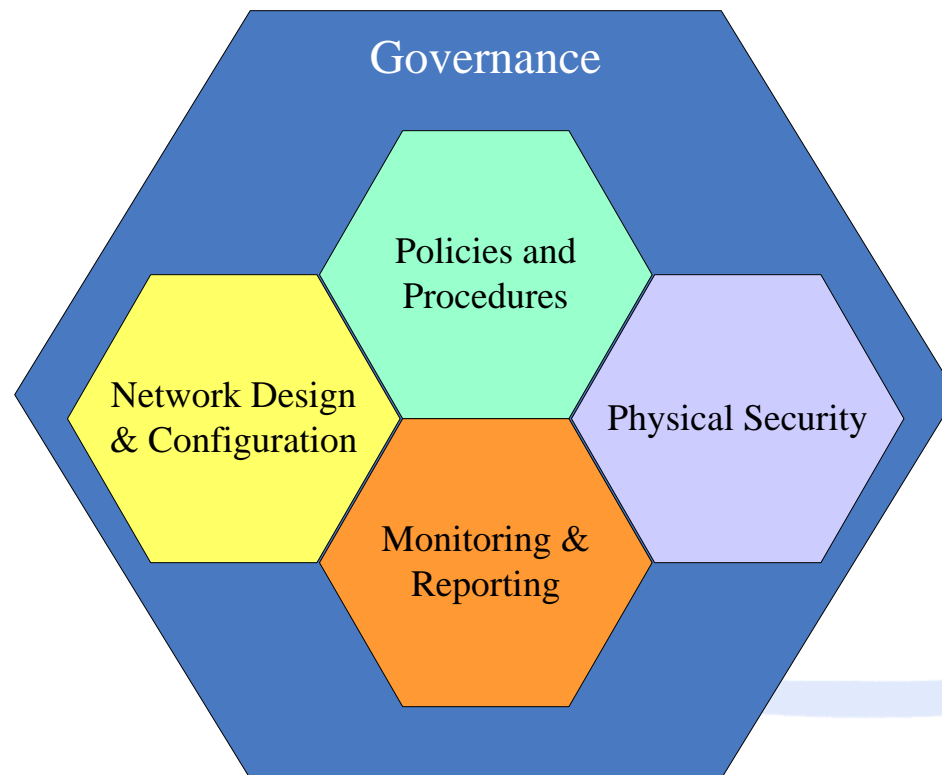 Governance
Policies and
Procedures
Network Design
& Configuration
Physical Security
Monitoring &
Reporting